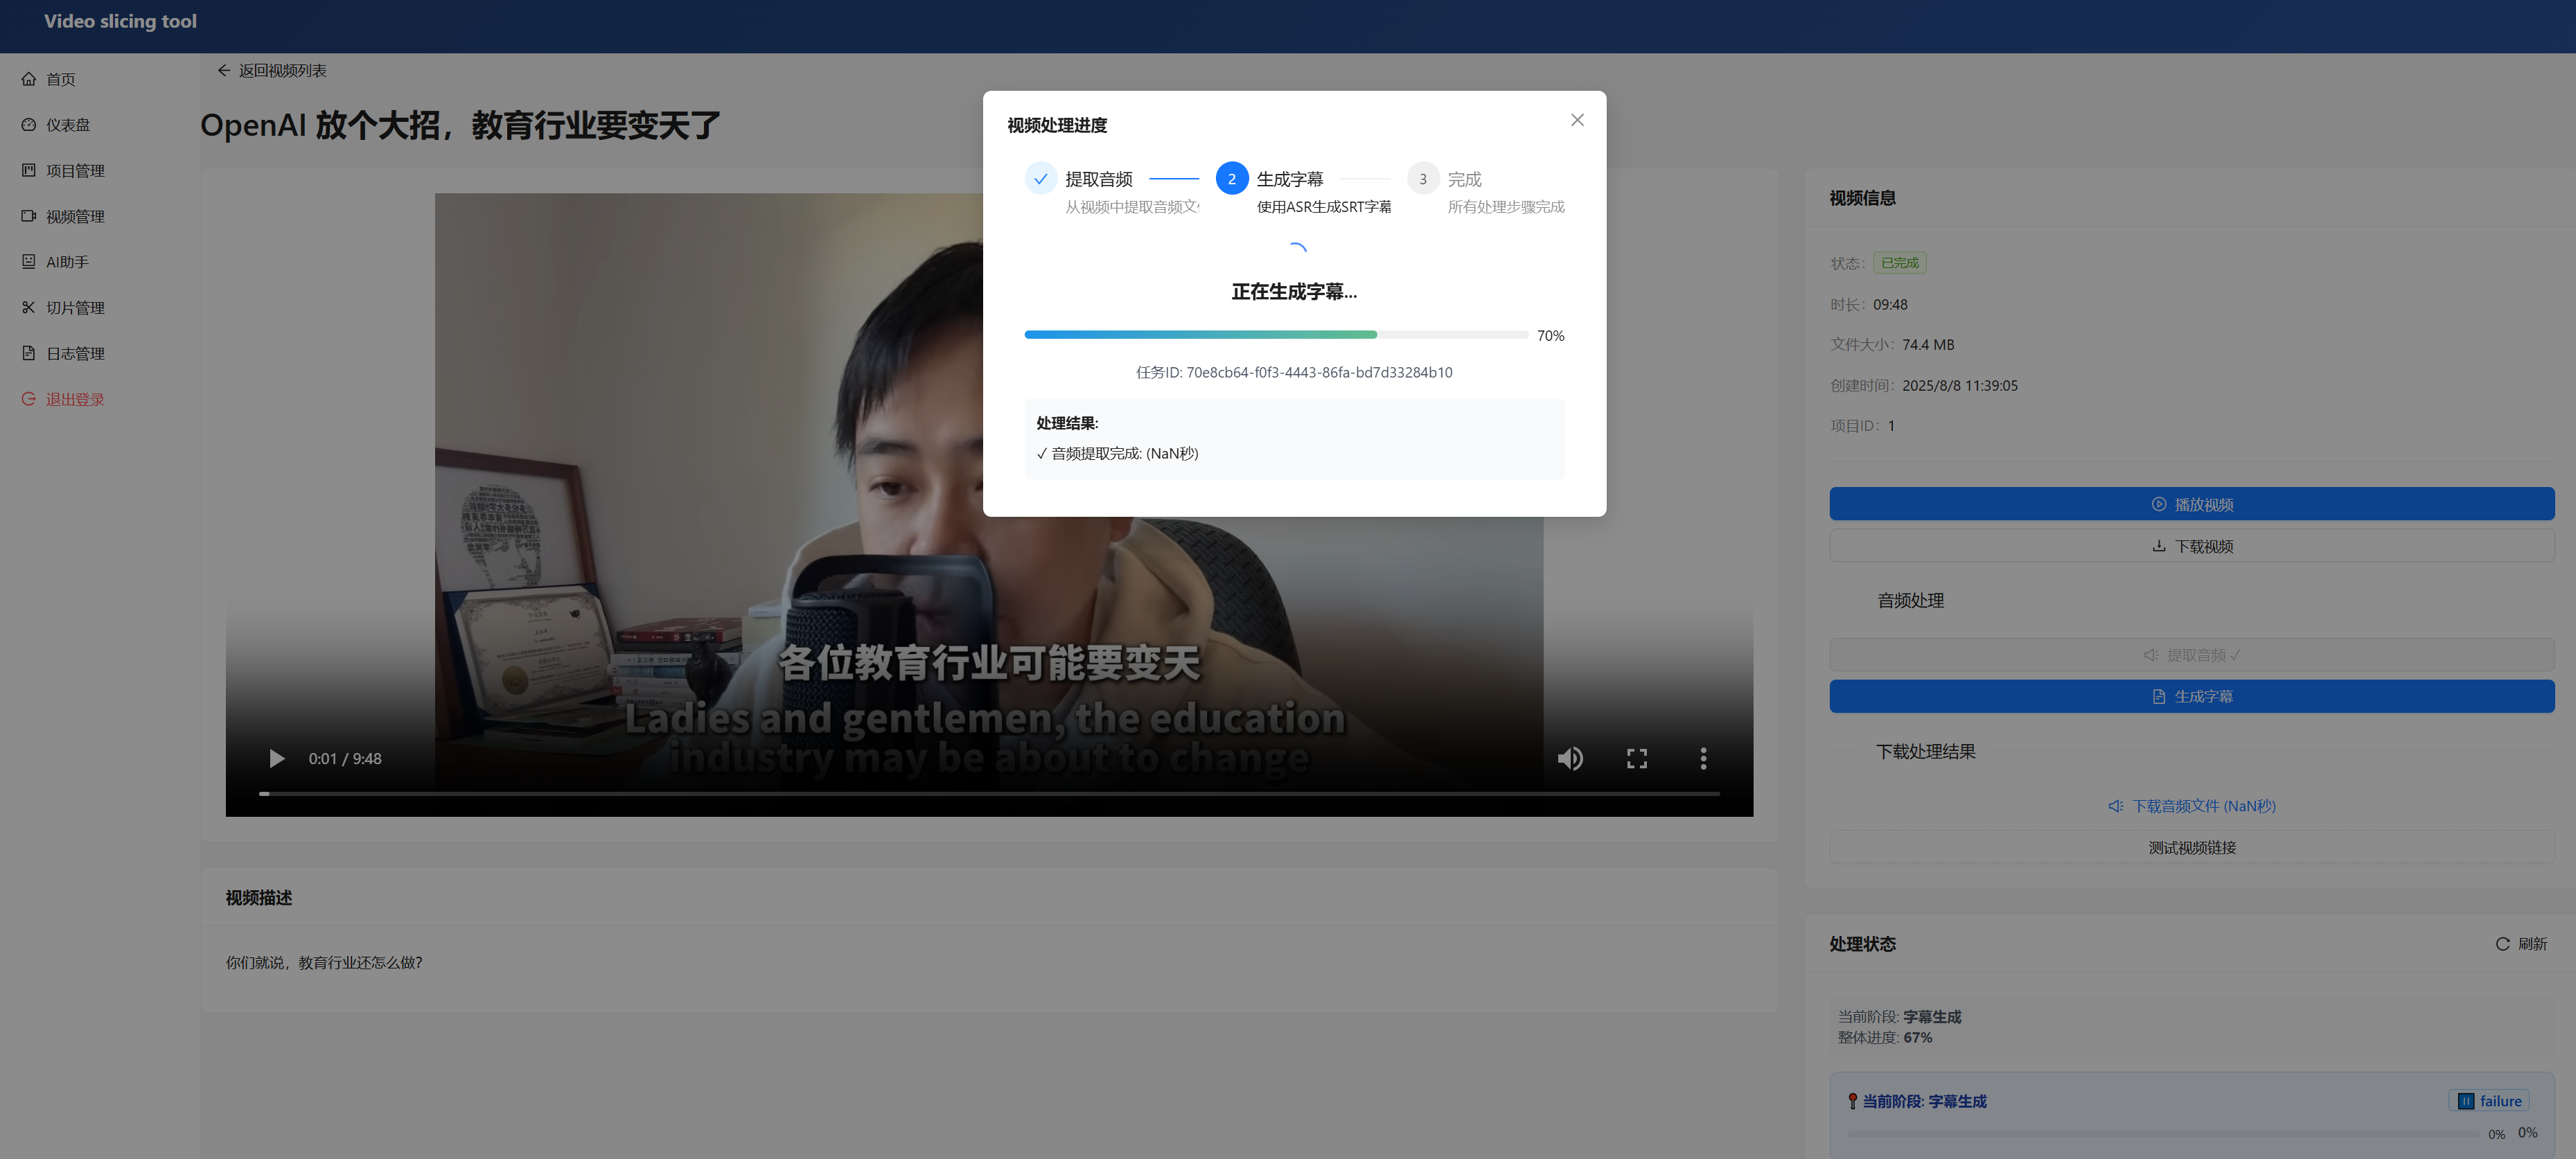 Video slicing tool
首页
仪表盘
项目管理
视频管理
AI助手
切片管理
日志管理
退出登录
返回视频列表
OpenAI 放个大招，教育行业要变天了
各位教育行业可能要变天
Ladies and gentlemen, the education
industry may be about to change
0:01 / 9:48
视频描述
你们就说，教育行业还怎么做?
视频处理进度
提取音频
从视频中提取音频文
2
生成字幕
使用ASR生成SRT字幕
3
完成
所有处理步骤完成
正在生成字幕...
70%
任务ID: 70e8cb64-f0f3-4443-86fa-bd7d33284b10
处理结果:
✓ 音频提取完成: (NaN秒)
视频信息
状态: 已完成
时长: 09:48
文件大小: 74.4 MB
创建时间: 2025/8/8 11:39:05
项目ID: 1
播放视频
下载视频
音频处理
提取音频 ✓
生成字幕
下载处理结果
下载音频文件 (NaN秒)
测试视频链接
处理状态
刷新
当前阶段: 字幕生成
整体进度: 67%
当前阶段: 字幕生成
failure
0% 0%